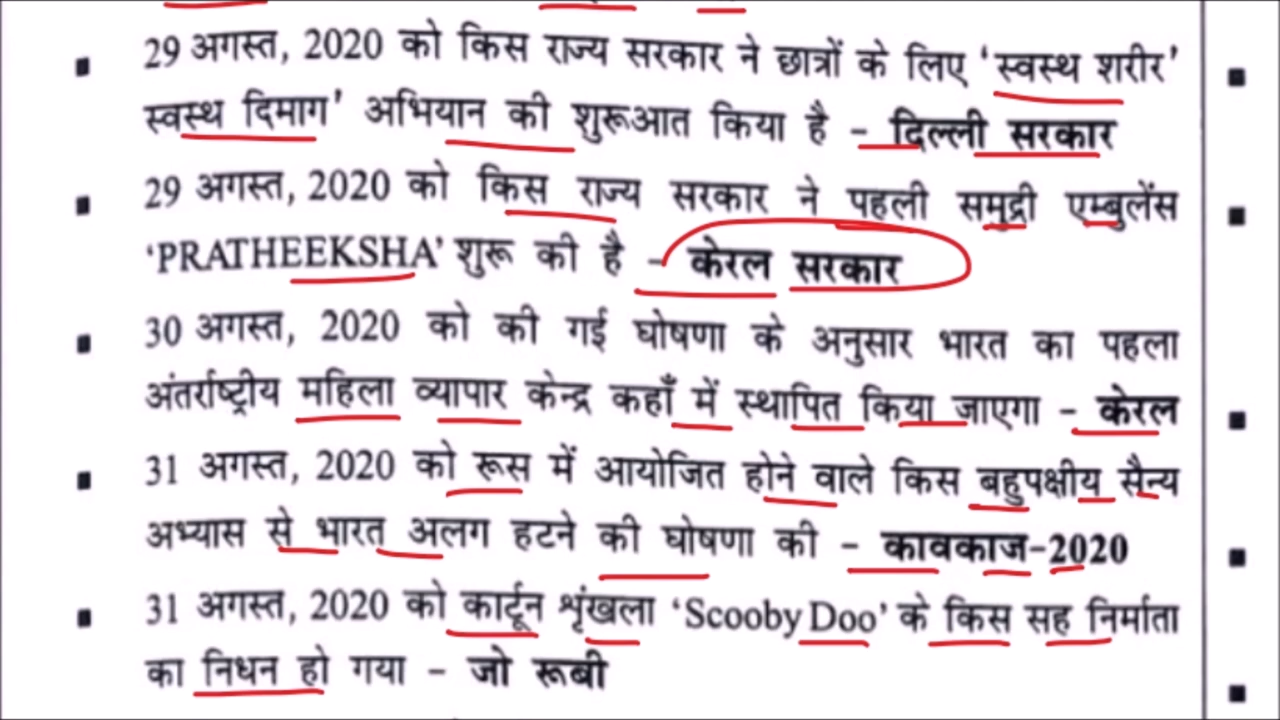 29 अगस्त, 2020 को किस राज्य सरकार ने छात्रों के लिए ‘स्वस्थ शरीर’
स्वस्थ दिमाग’ अभियान की शुरूआत किया है – दिल्ली सरकार
29 अगस्त, 2020 को किस राज्य सरकार ने पहली समुद्री एम्बुलेंस
‘PRATHEEKSHA’ शुरू की है – केरल सरकार
30 अगस्त, 2020 को की गई घोषणा के अनुसार भारत का पहला
अंतर्राष्ट्रीय महिला व्यापार केन्द्र कहाँ में स्थापित किया जाएगा – केरल
31 अगस्त, 2020 को रूस में आयोजित होने वाले किस बहुपक्षीय सैन्य
अभ्यास से भारत अलग हटने की घोषणा की – कावकाज-2020
31 अगस्त, 2020 को कार्टून शृंखला ‘Scooby Doo’ के किस सह निर्माता
का निधन हो गया – जो रूबी